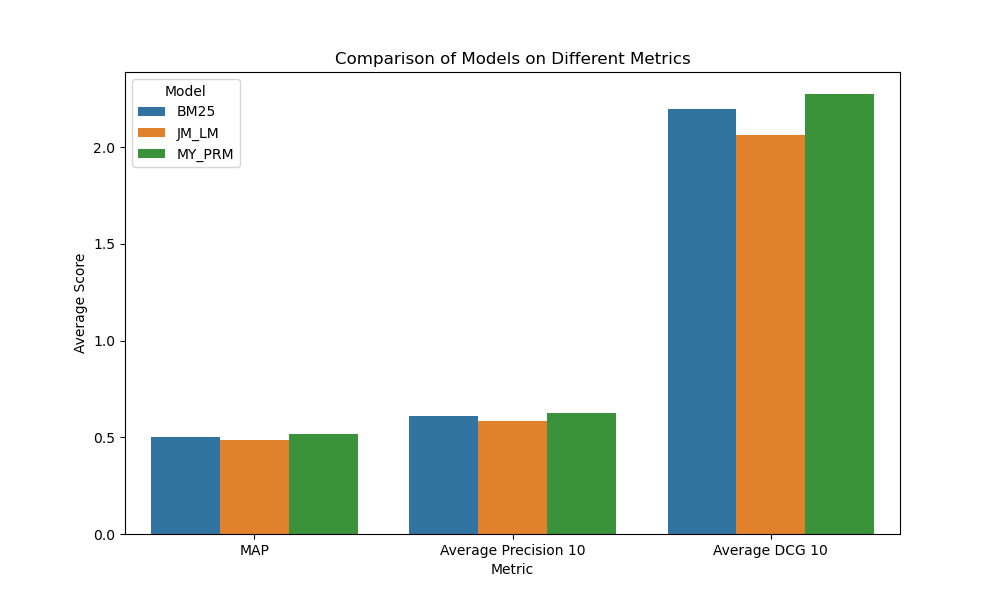 Comparison of Models on Different Metrics
Model
BM25
JM_LM
MY_PRM
Average Score
2.0
1.5
1.0
0.5
0.0
MAP
Average Precision 10
Average DCG 10
Metric